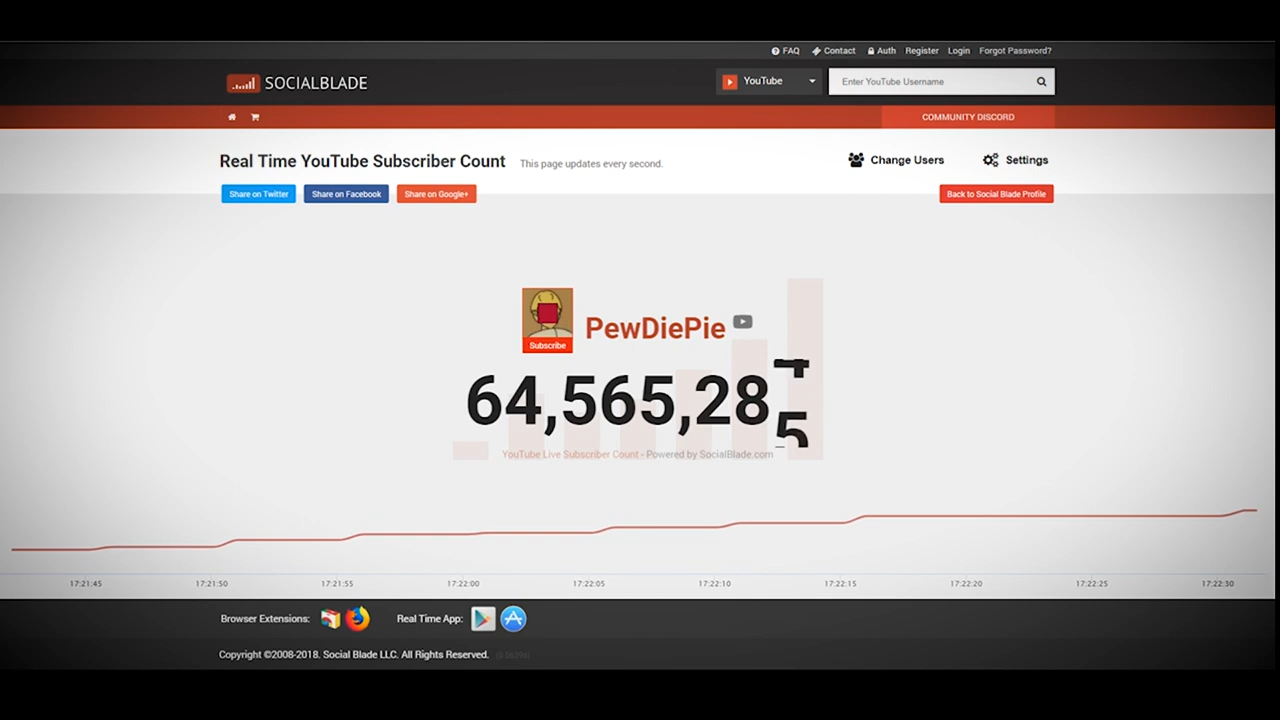 FAQ Contact Auth Register Login Forgot Password?
SOCIALBLADE YouTube Enter YouTube Username
COMMUNITY DISCORD
Real Time YouTube Subscriber Count This page updates every second. Change Users Settings
Share on Twitter Share on Facebook Share on Google+ Back to Social Blade Profile
Subscribe
PewDiePie
64,565,28
YouTube Live Subscriber Count - Powered by SocialBlade.com
17:21:45 17:21:50 17:21:55 17:22:00 17:22:05 17:22:10 17:22:15 17:22:20 17:22:25 17:22:30
Browser Extensions: Real Time App:
Copyright ©2008-2018. Social Blade LLC. All Rights Reserved.